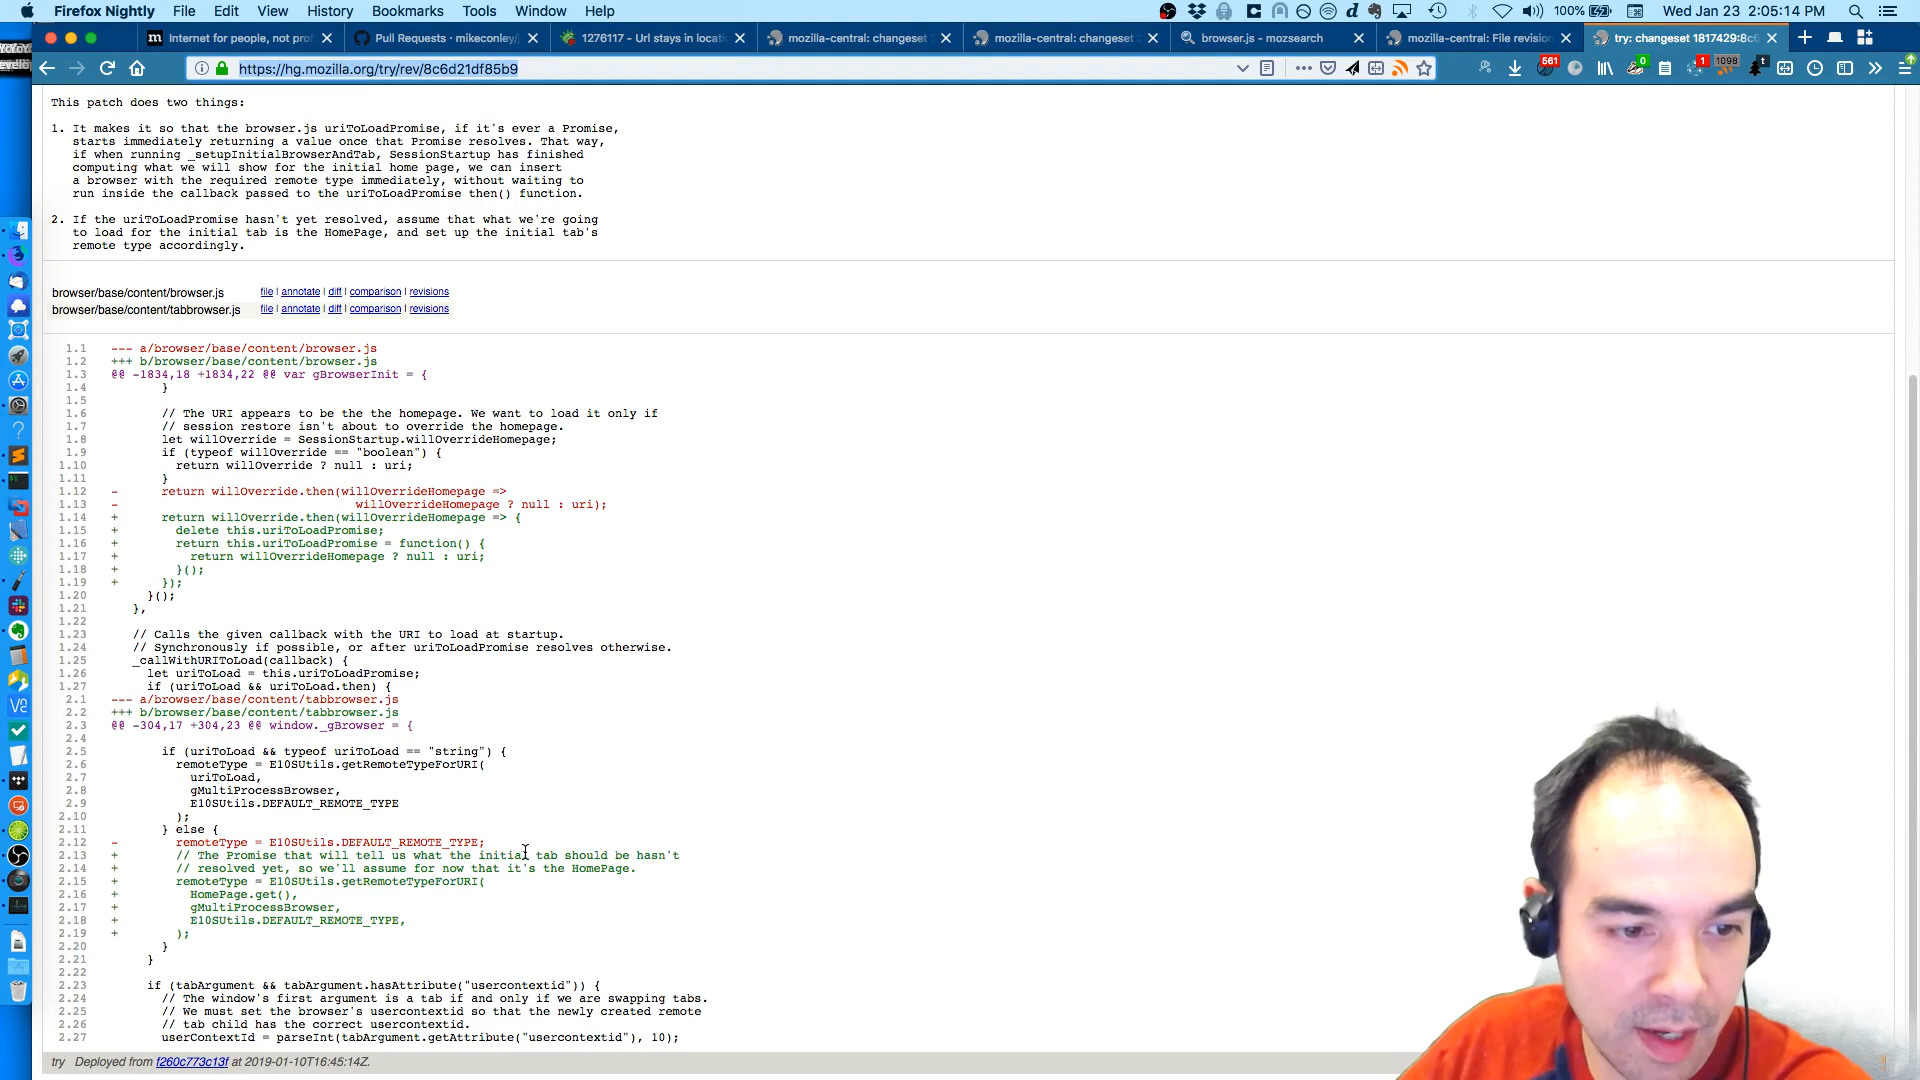 Firefox Nightly File Edit View History Bookmarks Tools Window Help 100% Wed Jan 23 2:05:14 PM
Internet for people, not prof
Pull Requests · mikeconley/
1276117 - Url stays in locati
mozilla-central: changeset
mozilla-central: changeset
browser.js - mozsearch
mozilla-central: File revision
try: changeset 1817429:8c6
https://hg.mozilla.org/try/rev/8c6d21df85b9
561
0
1
1098
This patch does two things:
1. It makes it so that the browser.js uriToLoadPromise, if it's ever a Promise,
starts immediately returning a value once that Promise resolves. That way,
if when running _setupInitialBrowserAndTab, SessionStartup has finished
computing what we will show for the initial home page, we can insert
a browser with the required remote type immediately, without waiting to
run inside the callback passed to the uriToLoadPromise then() function.
2. If the uriToLoadPromise hasn't yet resolved, assume that what we're going
to load for the initial tab is the HomePage, and set up the initial tab's
remote type accordingly.
browser/base/content/browser.js file | annotate | diff | comparison | revisions
browser/base/content/tabbrowser.js file | annotate | diff | comparison | revisions
1.1 --- a/browser/base/content/browser.js
1.2 +++ b/browser/base/content/browser.js
1.3 @@ -1834,18 +1834,22 @@ var gBrowserInit = {
1.4 }
1.5
1.6 // The URI appears to be the the homepage. We want to load it only if
1.7 // session restore isn't about to override the homepage.
1.8 let willOverride = SessionStartup.willOverrideHomepage;
1.9 if (typeof willOverride == "boolean") {
1.10 return willOverride ? null : uri;
1.11 }
1.12 - return willOverride.then(willOverrideHomepage =>
1.13 - willOverrideHomepage ? null : uri);
1.14 + return willOverride.then(willOverrideHomepage => {
1.15 + delete this.uriToLoadPromise;
1.16 + return this.uriToLoadPromise = function() {
1.17 + return willOverrideHomepage ? null : uri;
1.18 + }();
1.19 + });
1.20 }();
1.21 },
1.22
1.23 // Calls the given callback with the URI to load at startup.
1.24 // Synchronously if possible, or after uriToLoadPromise resolves otherwise.
1.25 _callWithURIToLoad(callback) {
1.26 let uriToLoad = this.uriToLoadPromise;
1.27 if (uriToLoad && uriToLoad.then) {
2.1 --- a/browser/base/content/tabbrowser.js
2.2 +++ b/browser/base/content/tabbrowser.js
2.3 @@ -304,17 +304,23 @@ window._gBrowser = {
2.4
2.5 if (uriToLoad && typeof uriToLoad == "string") {
2.6 remoteType = E10SUtils.getRemoteTypeForURI(
2.7 uriToLoad,
2.8 gMultiProcessBrowser,
2.9 E10SUtils.DEFAULT_REMOTE_TYPE
2.10 );
2.11 } else {
2.12 - remoteType = E10SUtils.DEFAULT_REMOTE_TYPE;
2.13 + // The Promise that will tell us what the initial tab should be hasn't
2.14 + // resolved yet, so we'll assume for now that it's the HomePage.
2.15 + remoteType = E10SUtils.getRemoteTypeForURI(
2.16 + HomePage.get(),
2.17 + gMultiProcessBrowser,
2.18 + E10SUtils.DEFAULT_REMOTE_TYPE,
2.19 + );
2.20 }
2.21 }
2.22
2.23 if (tabArgument && tabArgument.hasAttribute("usercontextid")) {
2.24 // The window's first argument is a tab if and only if we are swapping tabs.
2.25 // We must set the browser's usercontextid so that the newly created remote
2.26 // tab child has the correct usercontextid.
2.27 userContextId = parseInt(tabArgument.getAttribute("usercontextid"), 10);
try Deployed from f260c773c13f at 2019-01-10T16:45:14Z.